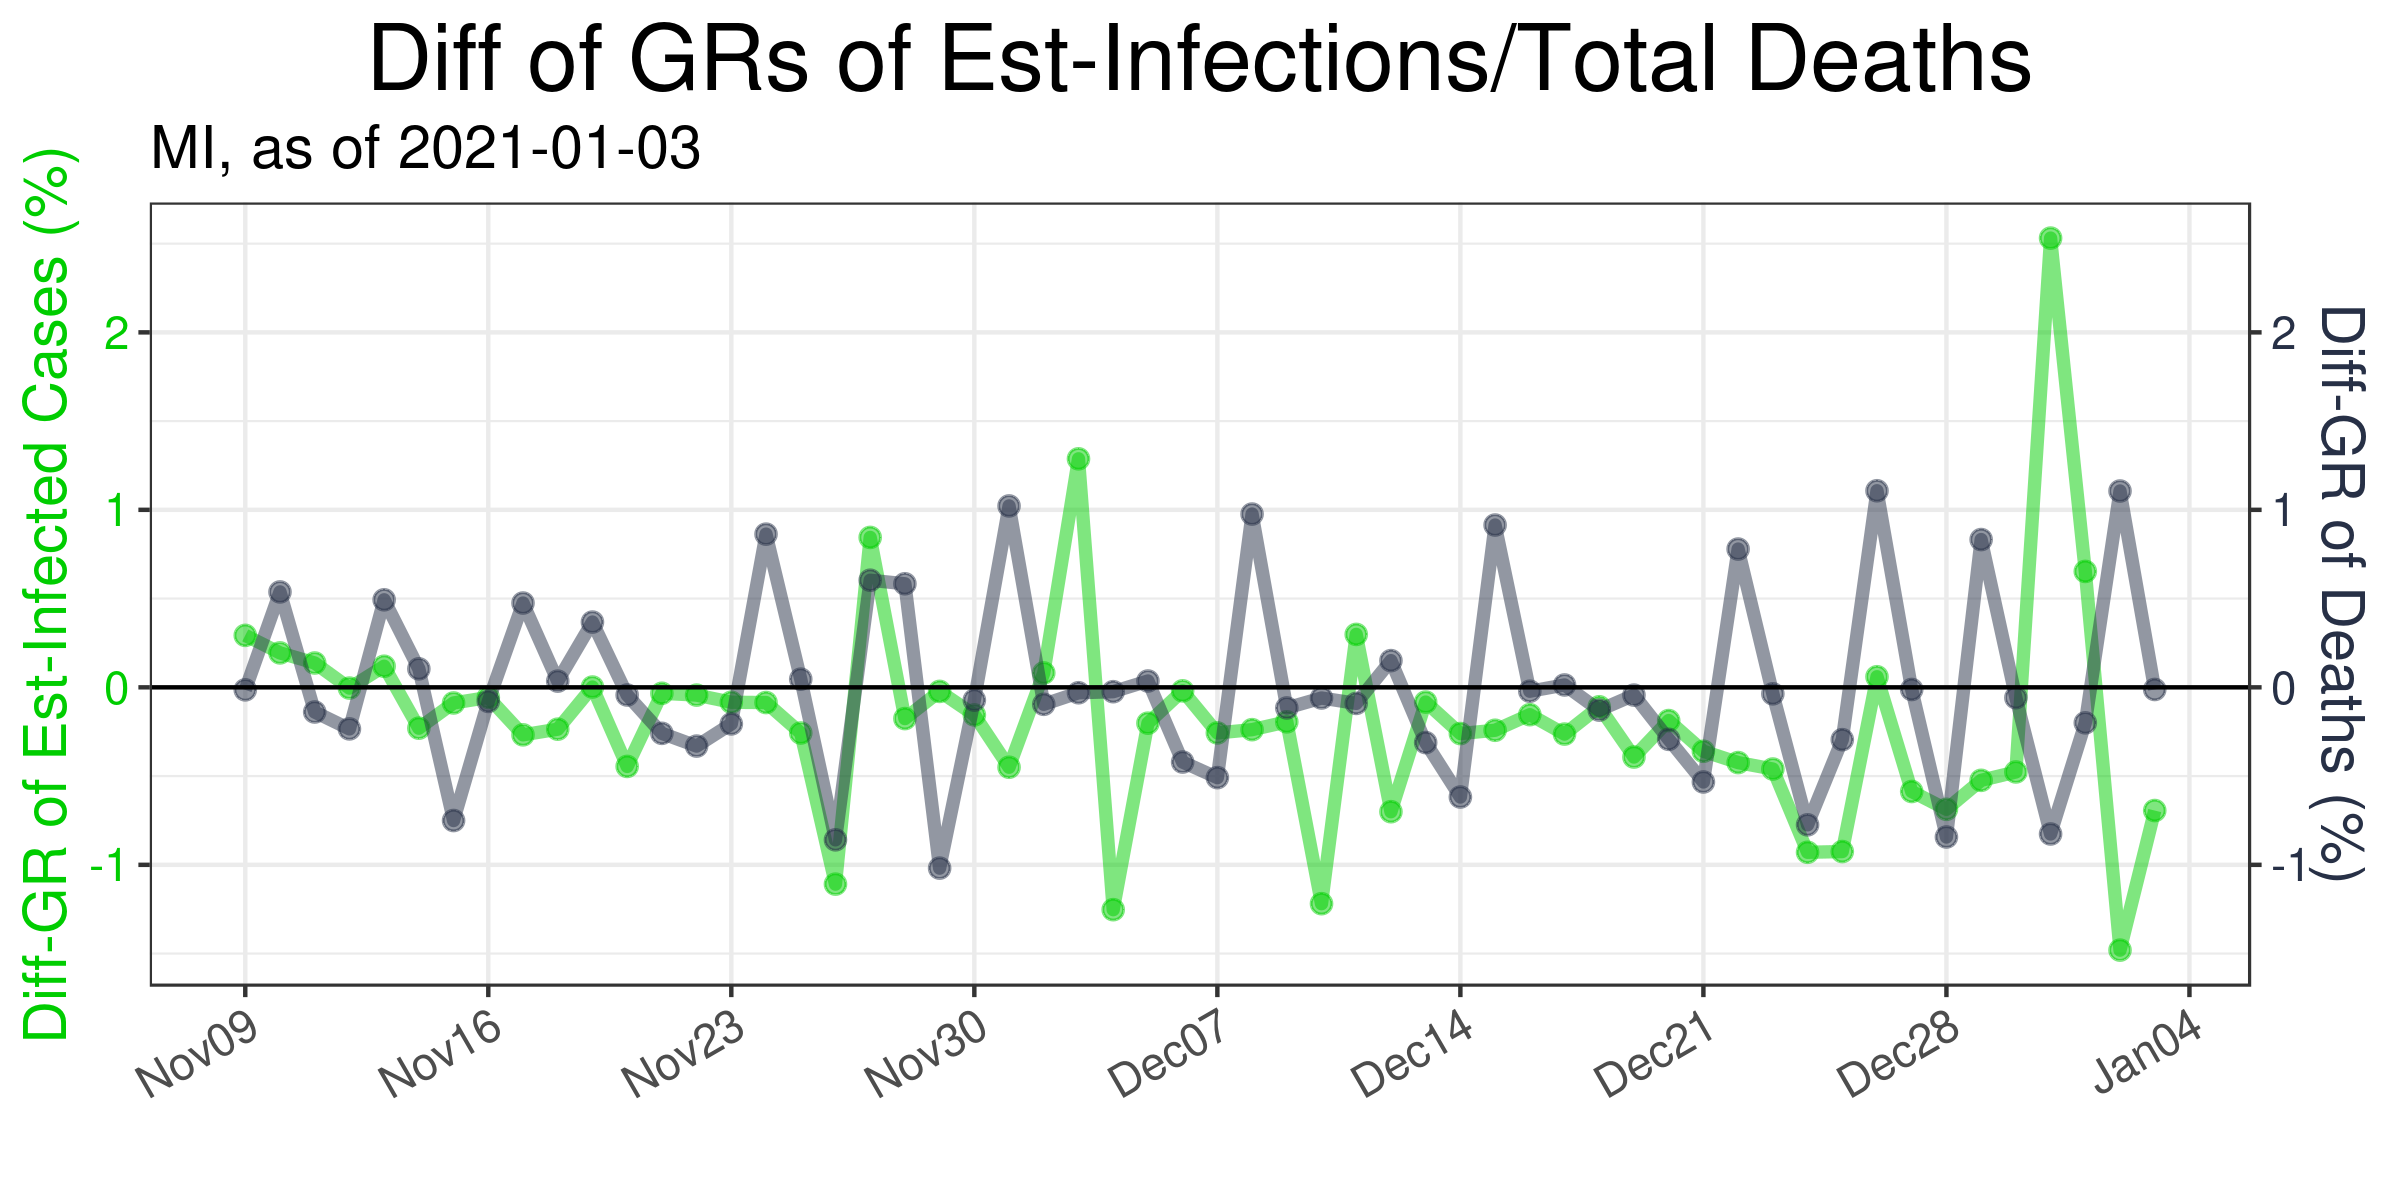 Diff of GRs of Est-Infections/Total Deaths
MI, as of 2021-01-03
Diff-GR of Est-Infected Cases (%)
2
1
0
-1
2
1
0
-1
Diff-GR of Deaths (%)
Nov09
Nov16
Nov23
Nov30
Dec07
Dec14
Dec21
Dec28
Jan04